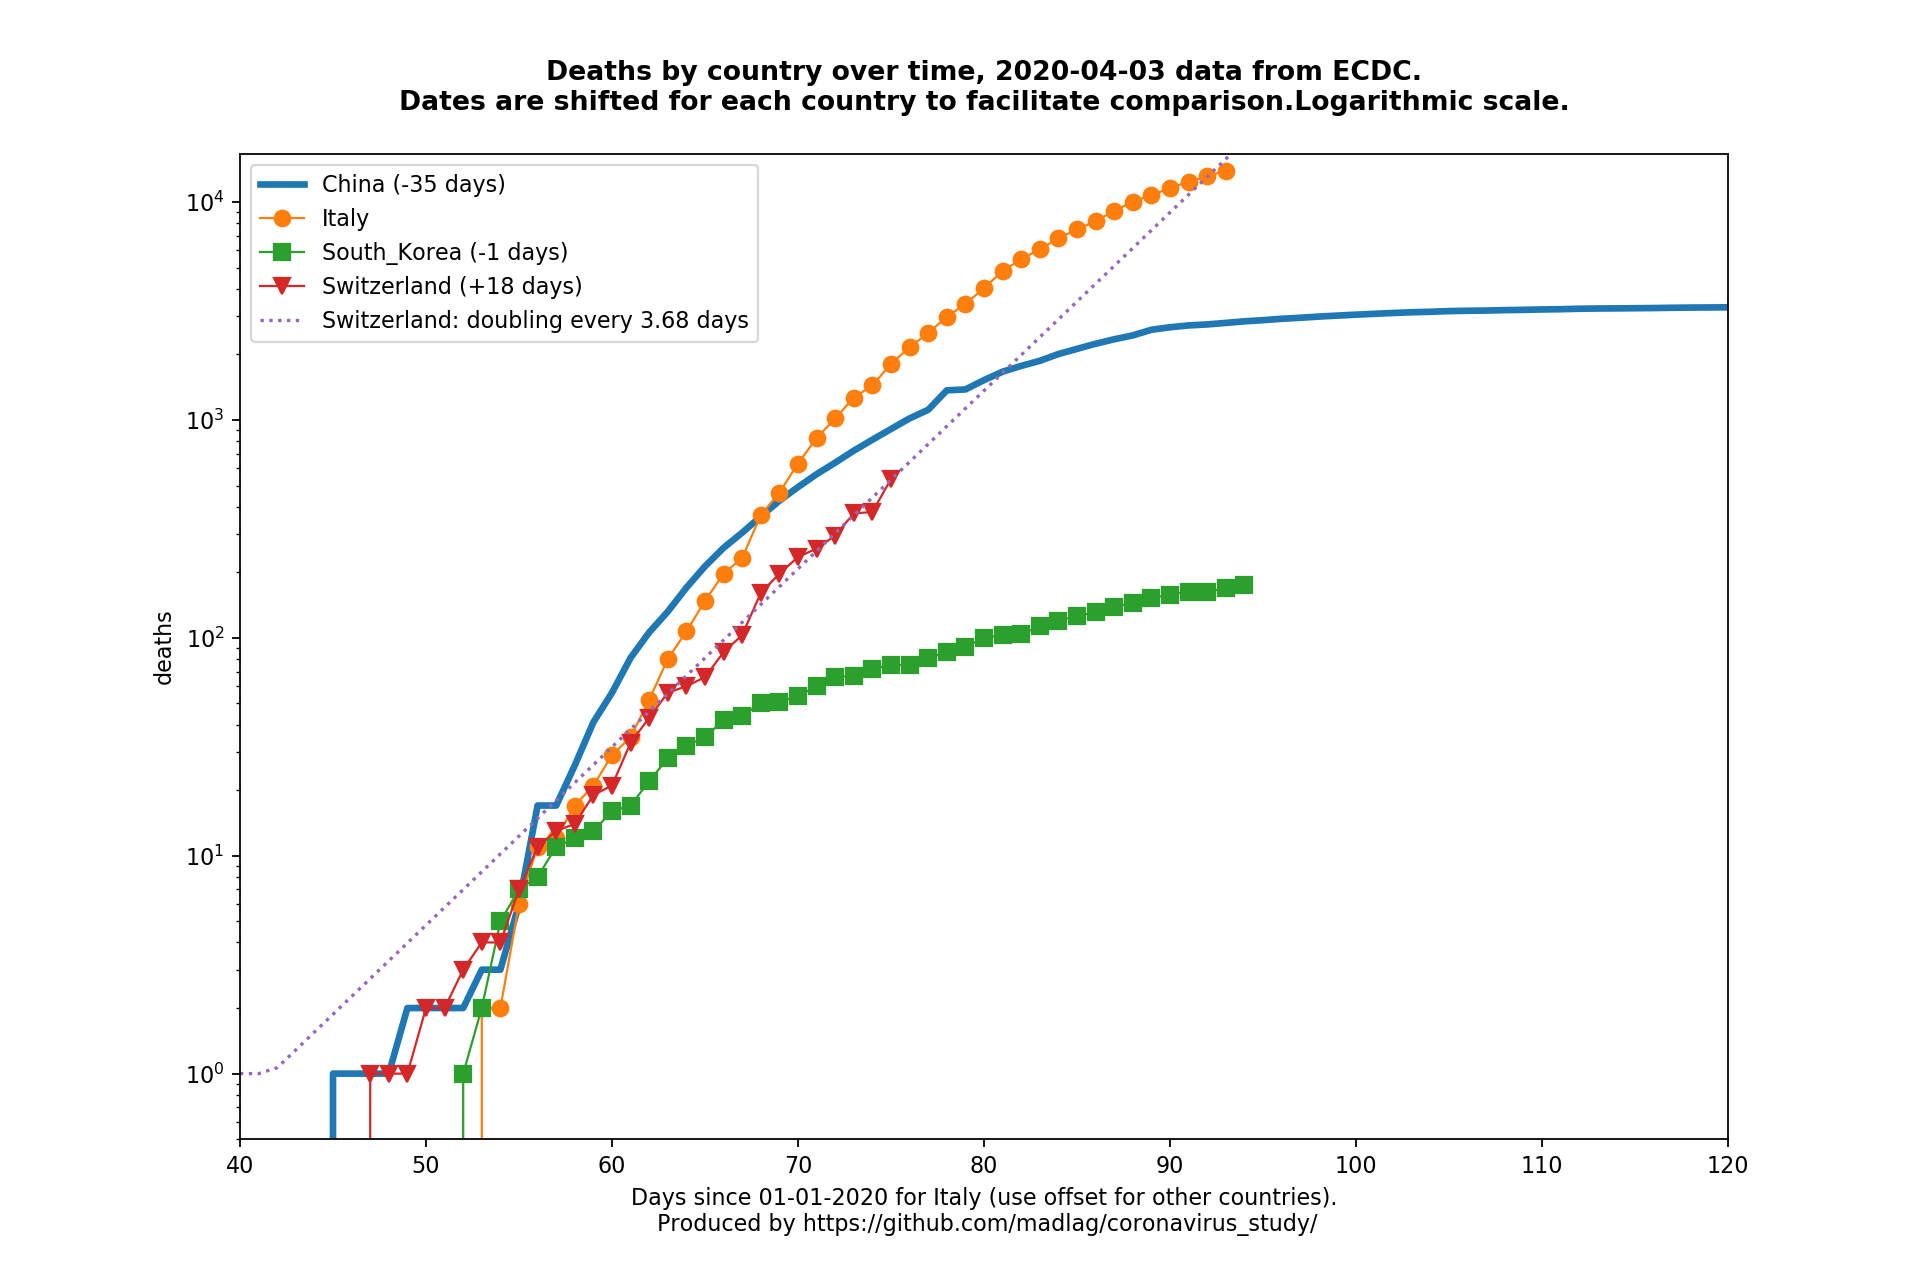 Deaths by country over time, 2020-04-03 data from ECDC.
Dates are shifted for each country to facilitate comparison.Logarithmic scale.
China (-35 days)
Italy
South_Korea (-1 days)
Switzerland (+18 days)
Switzerland: doubling every 3.68 days
deaths
10⁴
10³
10²
10¹
10⁰
40 50 60 70 80 90 100 110 120
Days since 01-01-2020 for Italy (use offset for other countries).
Produced by https://github.com/madlag/coronavirus_study/